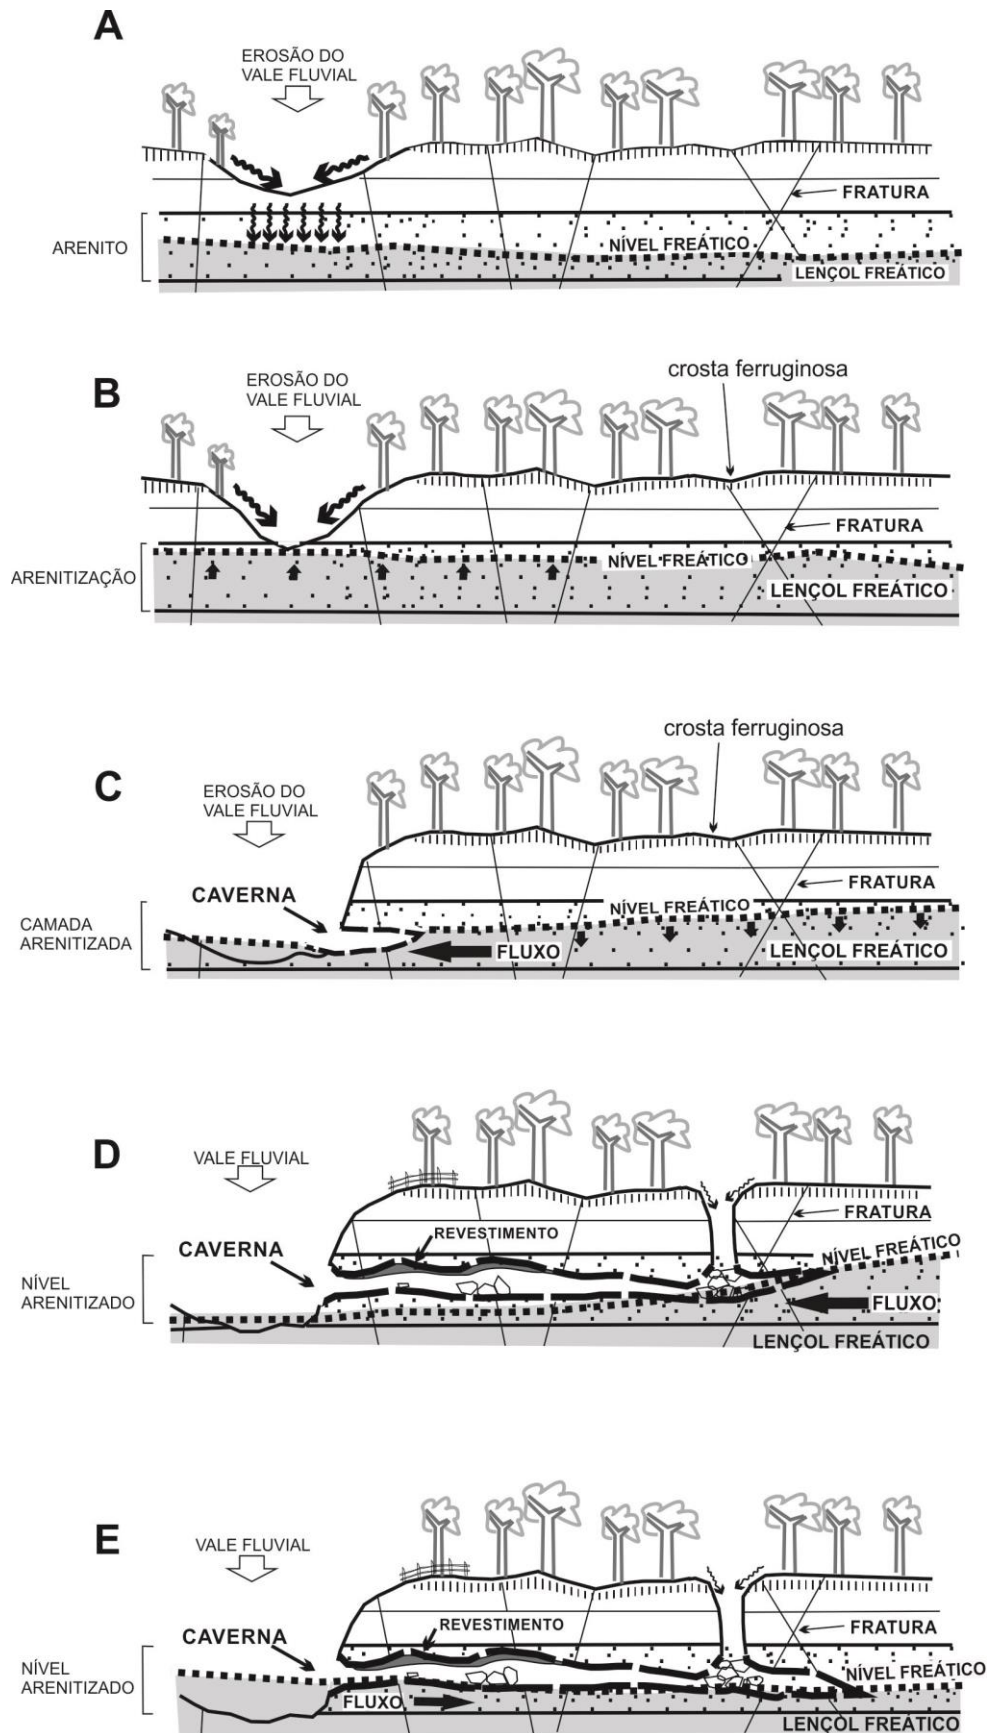 A
EROSÃO DO
VALE FLUVIAL
FRATURA
ARENITO
NÍVEL FREÁTICO
LENÇOL FREÁTICO
B
EROSÃO DO
VALE FLUVIAL
crosta ferruginosa
FRATURA
ARENITIZAÇÃO
NÍVEL FREÁTICO
LENÇOL FREÁTICO
C
EROSÃO DO
VALE FLUVIAL
crosta ferruginosa
CAVERNA
FRATURA
CAMADA
ARENITIZADA
NÍVEL FREÁTICO
FLUXO
LENÇOL FREÁTICO
D
VALE FLUVIAL
CAVERNA
REVESTIMENTO
FRATURA
NÍVEL FREÁTICO
NÍVEL
ARENITIZADO
FLUXO
LENÇOL FREÁTICO
E
VALE FLUVIAL
CAVERNA
REVESTIMENTO
FRATURA
NÍVEL
ARENITIZADO
NÍVEL FREÁTICO
FLUXO
LENÇOL FREÁTICO